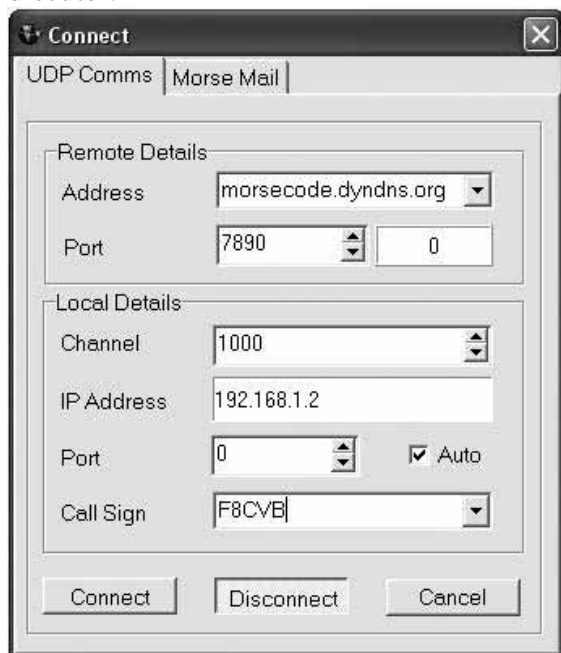 Connect
UDP Comms Morse Mail
Remote Details
Address morsecode.dyndns.org
Port 7890 0
Local Details
Channel 1000
IP Address 192.168.1.2
Port 0 Auto
Call Sign F8CVB
Connect Disconnect Cancel